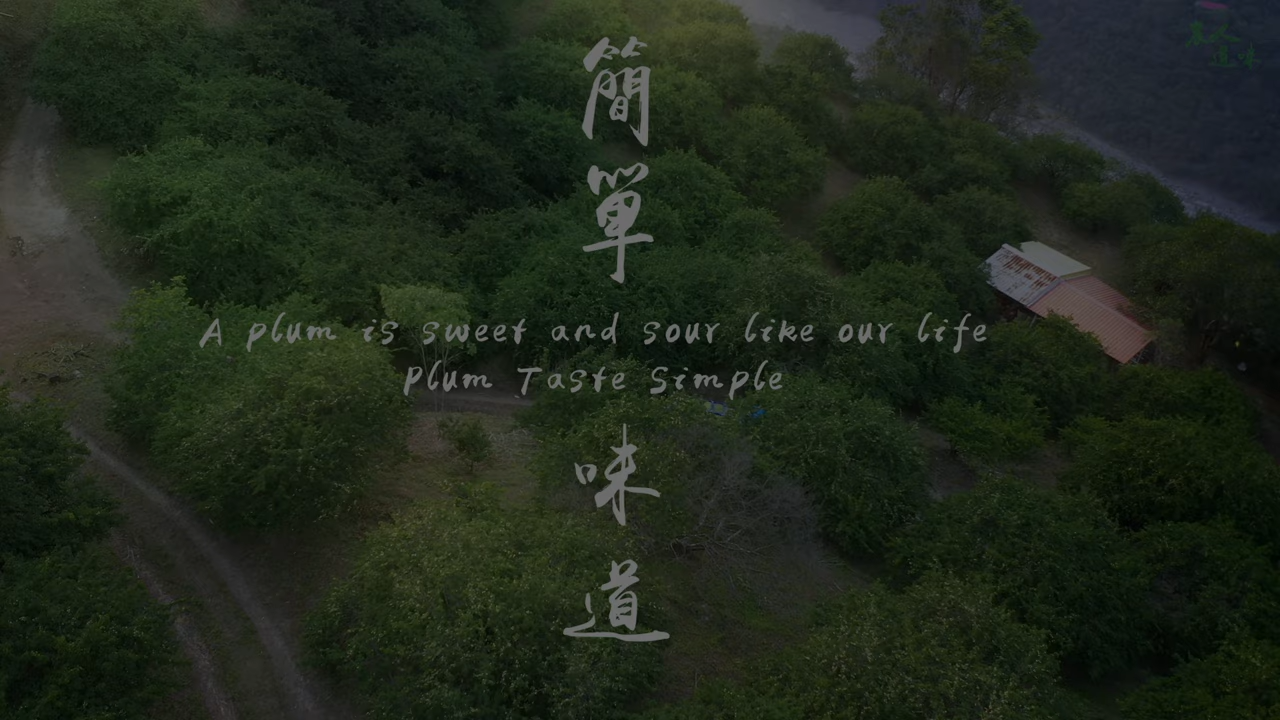 簡單
A plum is sweet and sour like our life
Plum Taste Simple
味道